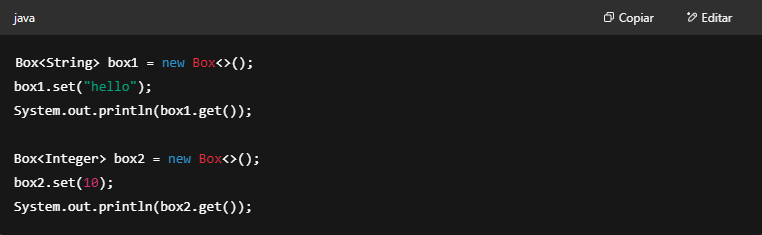 java
Copiar
Editar
Box<String> box1 = new Box<>();
box1.set("hello");
System.out.println(box1.get());
Box<Integer> box2 = new Box<>();
box2.set(10);
System.out.println(box2.get());